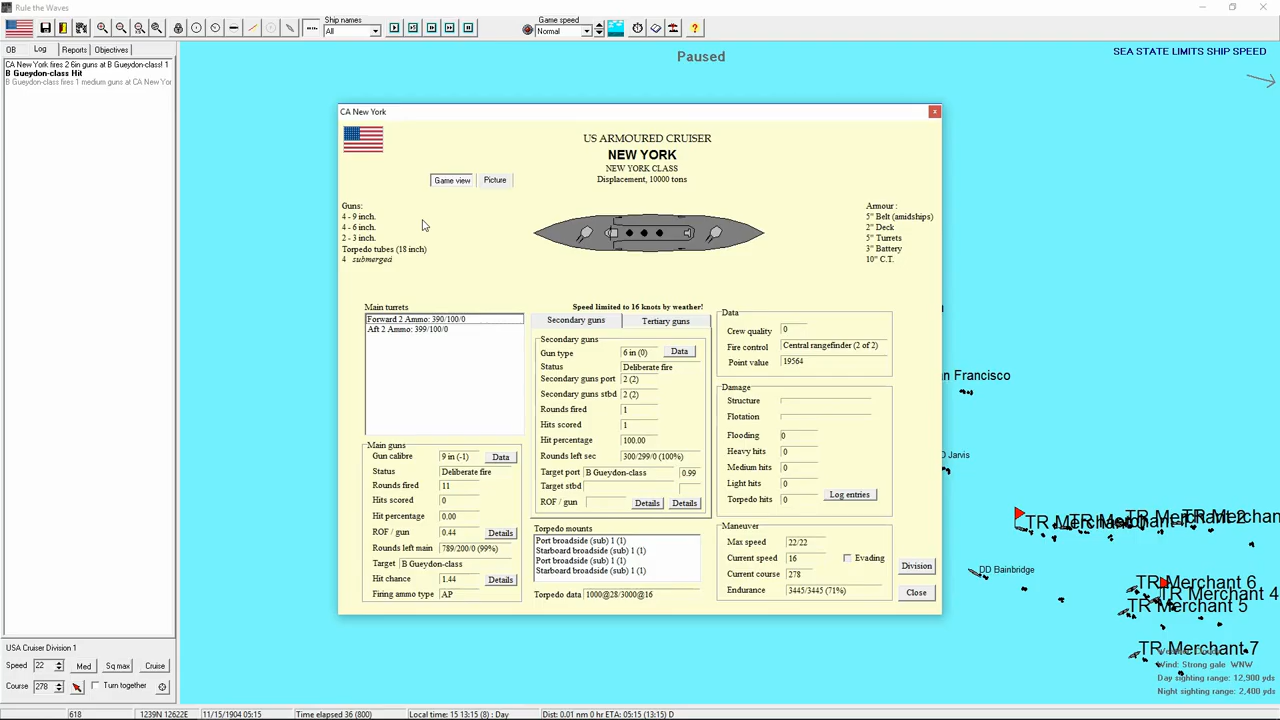 Rule the Waves
Ship names
All
Game speed
Normal
OB Log Reports Objectives
CA New York fires 2 6in guns at B Gueydon-class! 1
B Gueydon-class Hit
B Gueydon-class fires 1 medium guns at CA New Yor
Paused
SEA STATE LIMITS SHIP SPEED
CA New York
US ARMOURED CRUISER
NEW YORK
NEW YORK CLASS
Displacement, 10000 tons
Game view Picture
Guns:
4 - 9 inch.
4 - 6 inch.
2 - 3 inch.
Torpedo tubes (18 inch)
4 submerged
Armour :
5" Belt (amidships)
2" Deck
5" Turrets
3" Battery
10" C.T.
Speed limited to 16 knots by weather!
Main turrets
Forward 2 Ammo: 390/100/0
Aft 2 Ammo: 399/100/0
Main guns
Gun calibre 9 in (-1) Data
Status Deliberate fire
Rounds fired 11
Hits scored 0
Hit percentage 0.00
ROF / gun 0.44 Details
Rounds left main 789/200/0 (99%)
Target B Gueydon-class
Hit chance 1.44 Details
Firing ammo type AP
Secondary guns Tertiary guns
Secondary guns
Gun type 6 in (0) Data
Status Deliberate fire
Secondary guns port 2 (2)
Secondary guns stbd 2 (2)
Rounds fired 1
Hits scored 1
Hit percentage 100.00
Rounds left sec 300/299/0 (100%)
Target port B Gueydon-class 0.99
Target stbd
ROF / gun Details Details
Torpedo mounts
Port broadside (sub) 1 (1)
Starboard broadside (sub) 1 (1)
Port broadside (sub) 1 (1)
Starboard broadside (sub) 1 (1)
Torpedo data 1000@28/3000@16
Data
Crew quality 0
Fire control Central rangefinder (2 of 2)
Point value 19564
Damage
Structure
Flotation
Flooding 0
Heavy hits 0
Medium hits 0
Light hits 0
Torpedo hits 0
Log entries
Maneuver
Max speed 22/22
Current speed 16 Evading
Current course 278
Endurance 3445/3445 (71%)
Division
Close
n Francisco
D Jarvis
TR Merchant
DD Bainbridge
TR Merchant 6
TR Merchant 4
TR Merchant 5
TR Merchant 7
Wind: Strong gale WNW
Day sighting range: 12,900 yds
Night sighting range: 2,400 yds
USA Cruiser Division 1
Speed 22 Med Sq max Cruise
Course 278 Turn together
618 1239N 12622E 11/15/1904 05:15 Time elapsed 36 (800) Local time: 15 13:15 (8) : Day Dist: 0.01 nm 0 hr ETA: 05:15 (13:15) D